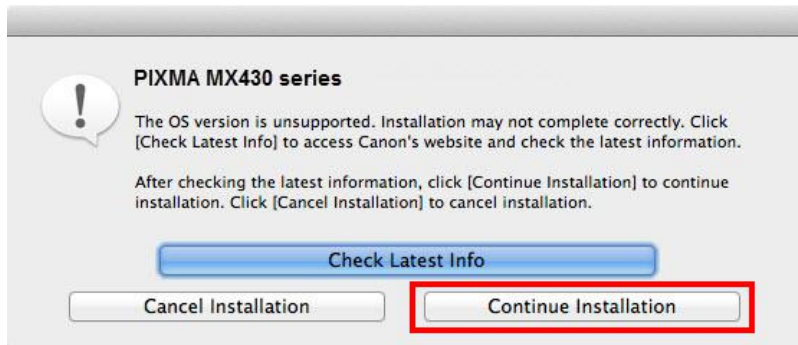 PIXMA MX430 series
The OS version is unsupported. Installation may not complete correctly. Click
[Check Latest Info] to access Canon's website and check the latest information.
After checking the latest information, click [Continue Installation] to continue
installation. Click [Cancel Installation] to cancel installation.
Check Latest Info
Cancel Installation
Continue Installation